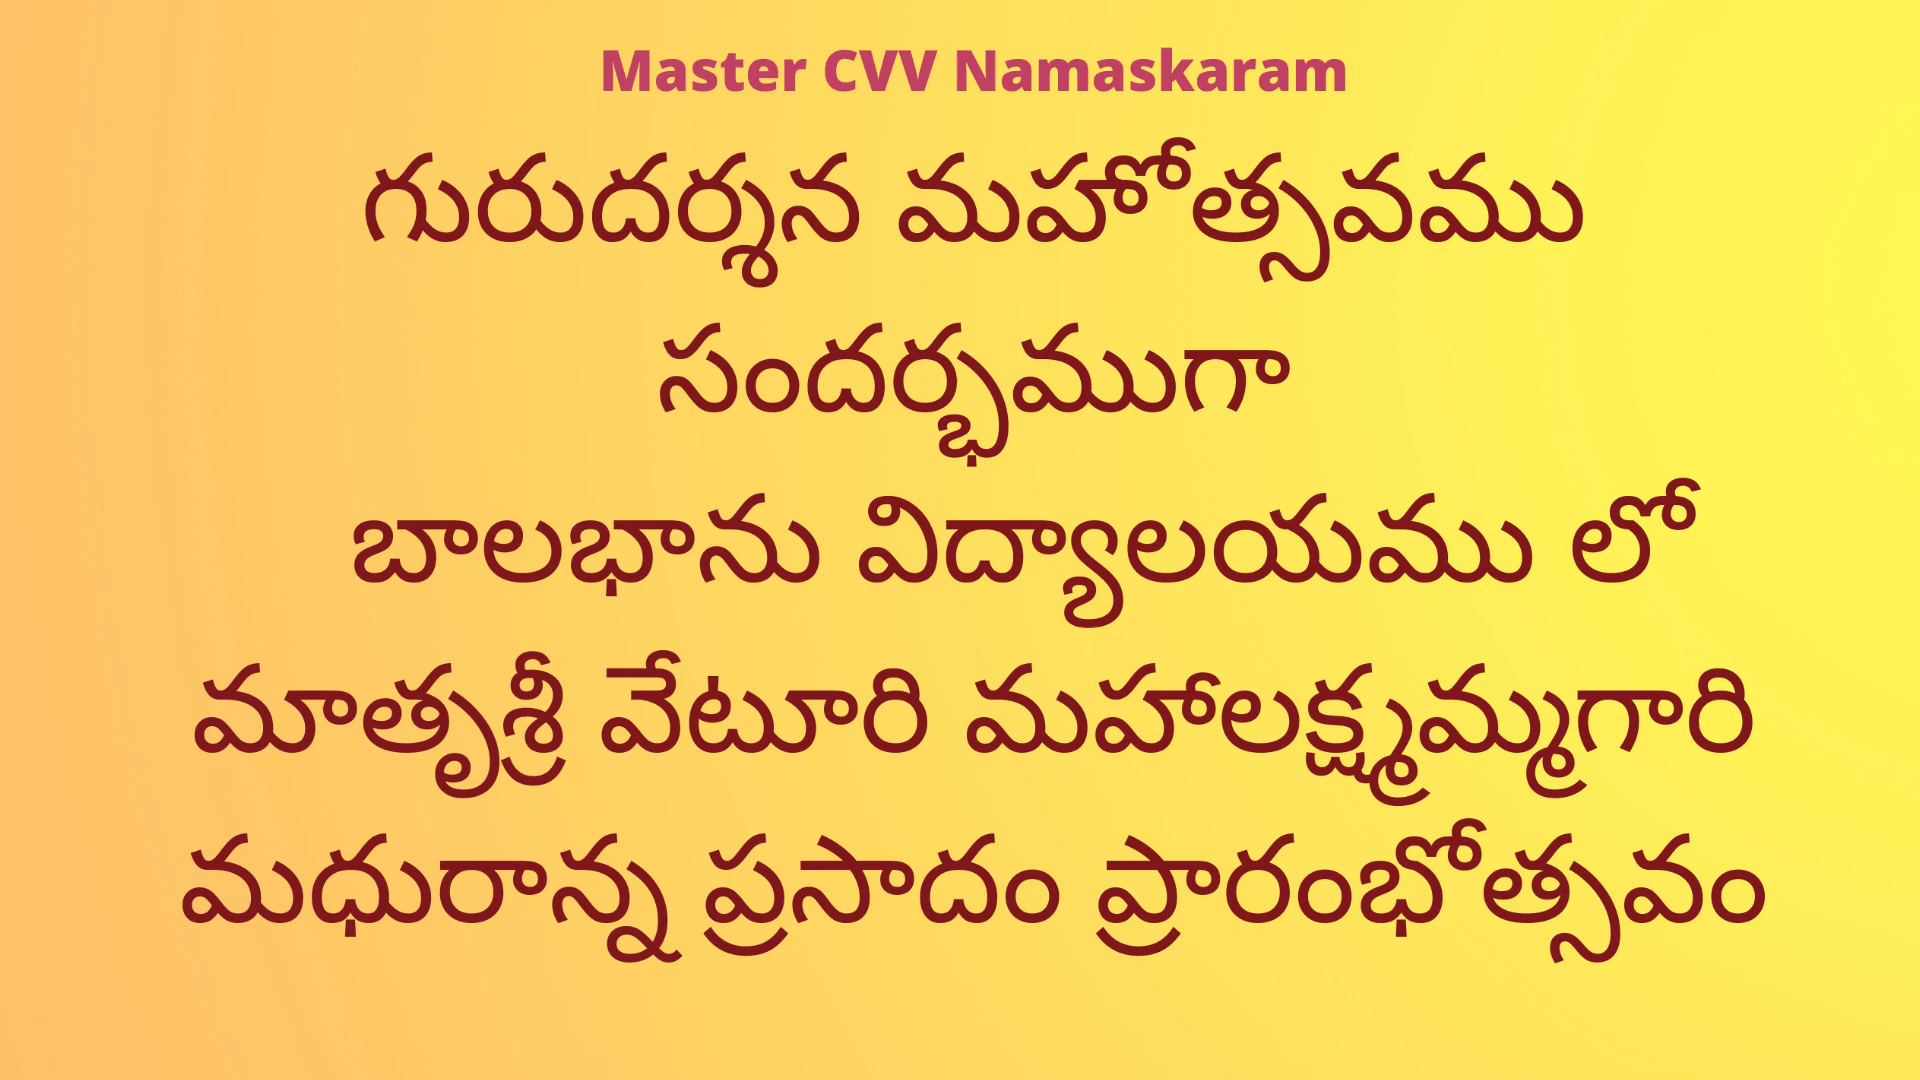 Master CVV Namaskaram
గురుదర్శన మహోత్సవము
సందర్భముగా
బాలభాను విద్యాలయము లో
మాతృశ్రీ వేటూరి మహాలక్ష్మమ్మగారి
మధురాన్న ప్రసాదం ప్రారంభోత్సవం